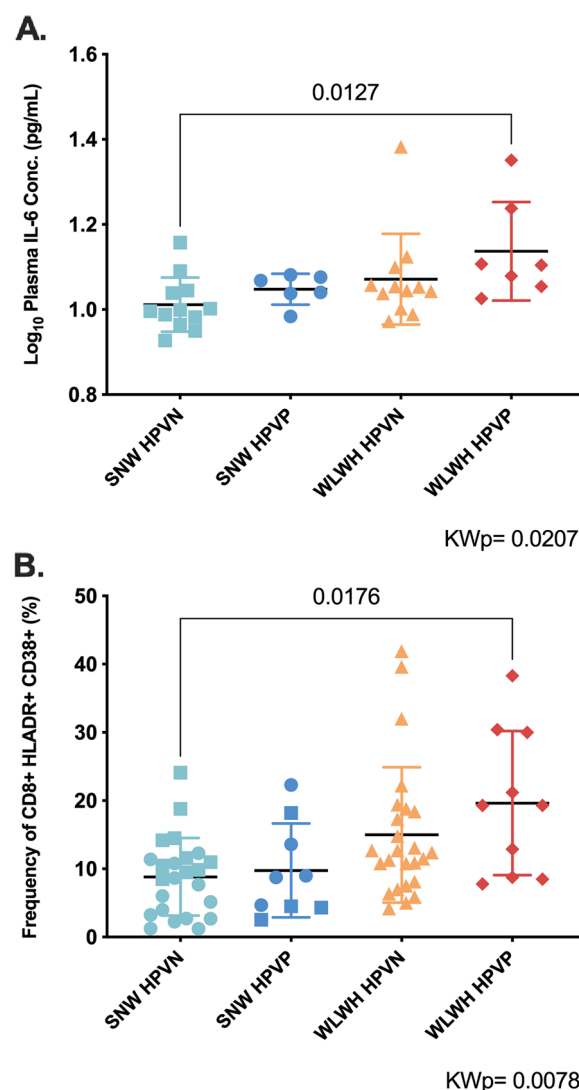 A.
Log10 Plasma IL-6 Conc. (pg/mL)
1.6
1.4
1.2
1.0
0.8
0.0127
SNW HPVN
SNW HPVP
WLWH HPVN
WLWH HPVP
KWp= 0.0207
B.
Frequency of CD8+ HLADR+ CD38+ (%)
50
40
30
20
10
0
0.0176
SNW HPVN
SNW HPVP
WLWH HPVN
WLWH HPVP
KWp= 0.0078